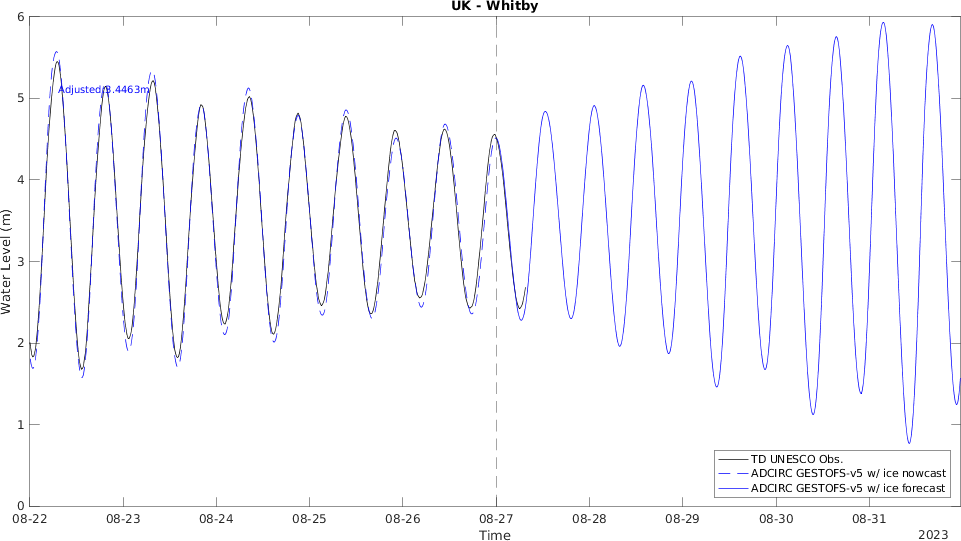 UK - Whitby
6
5
4
3
2
1
0
Water Level (m)
Adjusted:3.4463m
TD UNESCO Obs.
ADCIRC GESTOFS-v5 w/ ice nowcast
ADCIRC GESTOFS-v5 w/ ice forecast
08-22 08-23 08-24 08-25 08-26 08-27 08-28 08-29 08-30 08-31
Time
2023